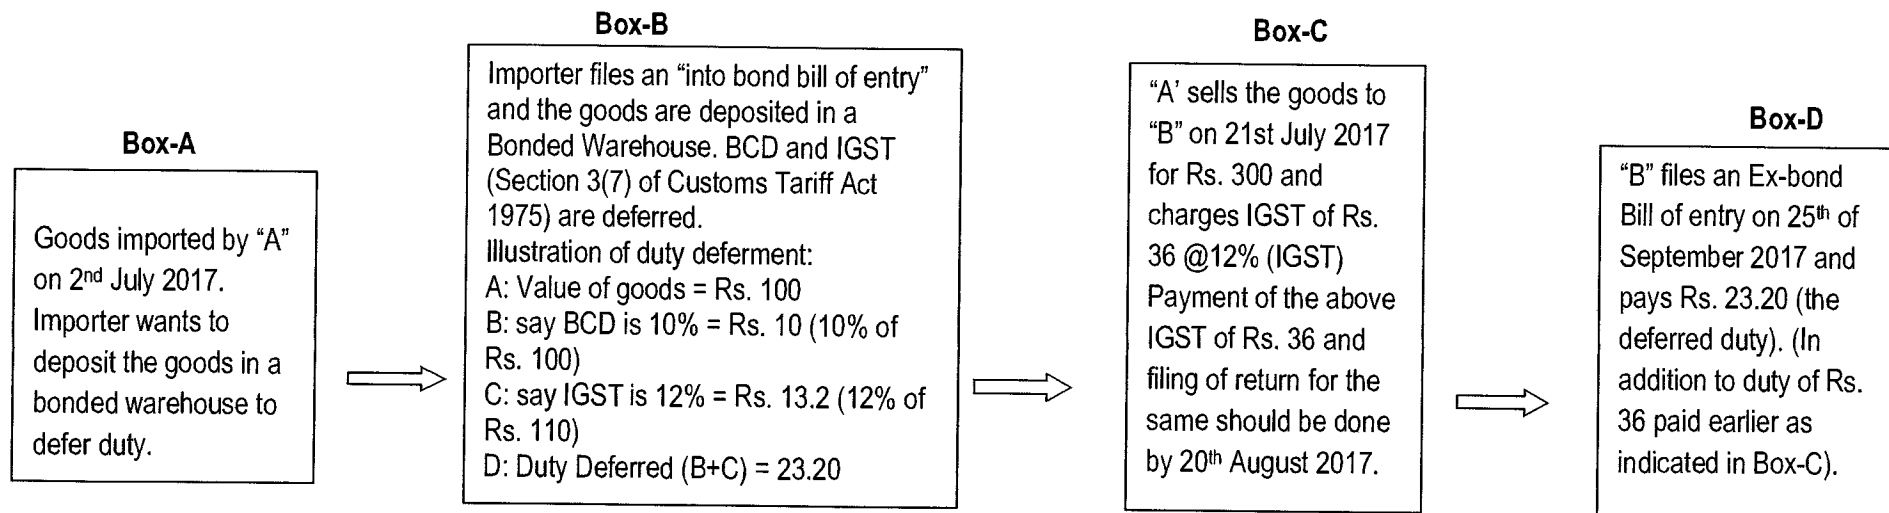 Box-A
Goods imported by “A”
on 2nd July 2017.
Importer wants to
deposit the goods in a
bonded warehouse to
defer duty.
Box-B
Importer files an “into bond bill of entry”
and the goods are deposited in a
Bonded Warehouse. BCD and IGST
(Section 3(7) of Customs Tariff Act
1975) are deferred.
Illustration of duty deferment:
A: Value of goods = Rs. 100
B: say BCD is 10% = Rs. 10 (10% of
Rs. 100)
C: say IGST is 12% = Rs. 13.2 (12% of
Rs. 110)
D: Duty Deferred (B+C) = 23.20
Box-C
“A’ sells the goods to
“B” on 21st July 2017
for Rs. 300 and
charges IGST of Rs.
36 @12% (IGST)
Payment of the above
IGST of Rs. 36 and
filing of return for the
same should be done
by 20th August 2017.
Box-D
“B” files an Ex-bond
Bill of entry on 25th of
September 2017 and
pays Rs. 23.20 (the
deferred duty). (In
addition to duty of Rs.
36 paid earlier as
indicated in Box-C).